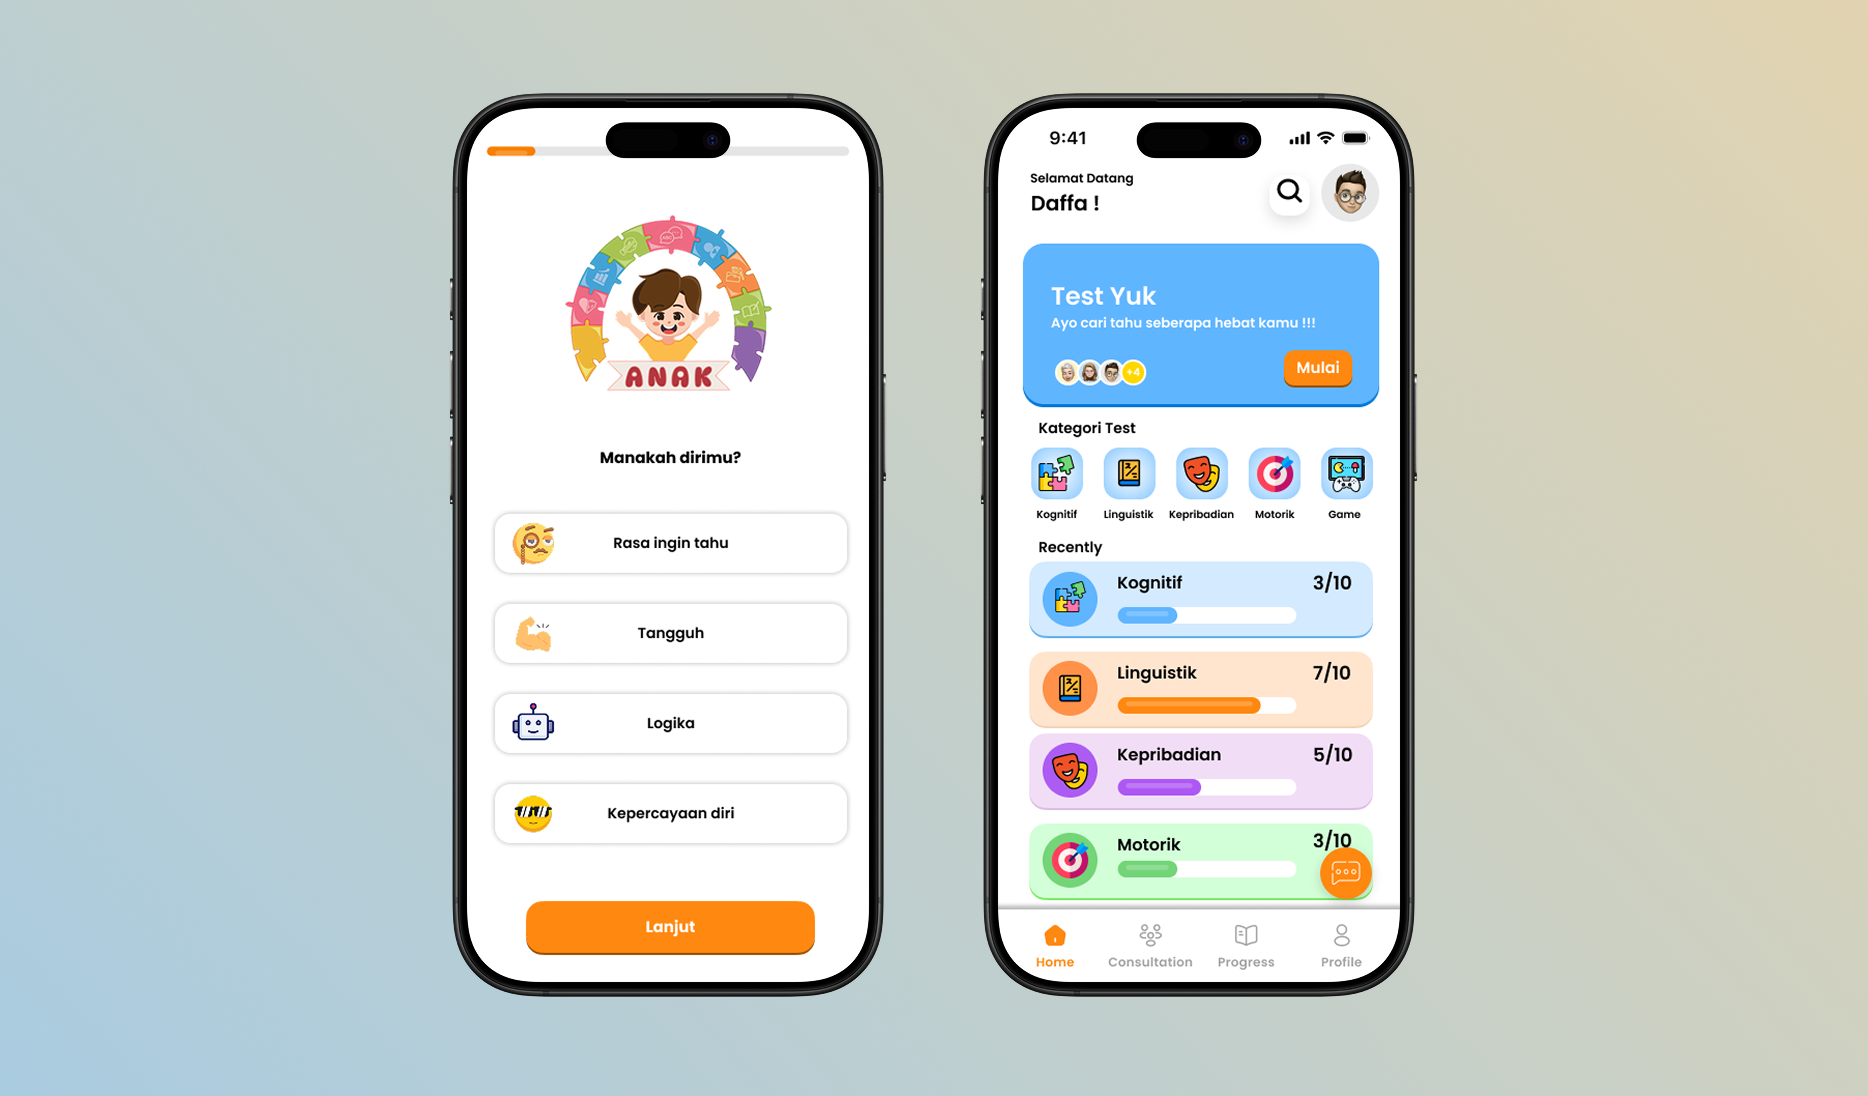 Manakah dirimu?
ANAK
Rasa ingin tahu
Tangguh
Logika
Kepercayaan diri
Lanjut
9:41
Selamat Datang
Daffa !
Test Yuk
Ayo cari tahu seberapa hebat kamu !!!
+4
Mulai
Kategori Test
Kognitif
Linguistik
Kepribadian
Motorik
Game
Recently
Kognitif
3/10
Linguistik
7/10
Kepribadian
5/10
Motorik
3/10
Home
Consultation
Progress
Profile